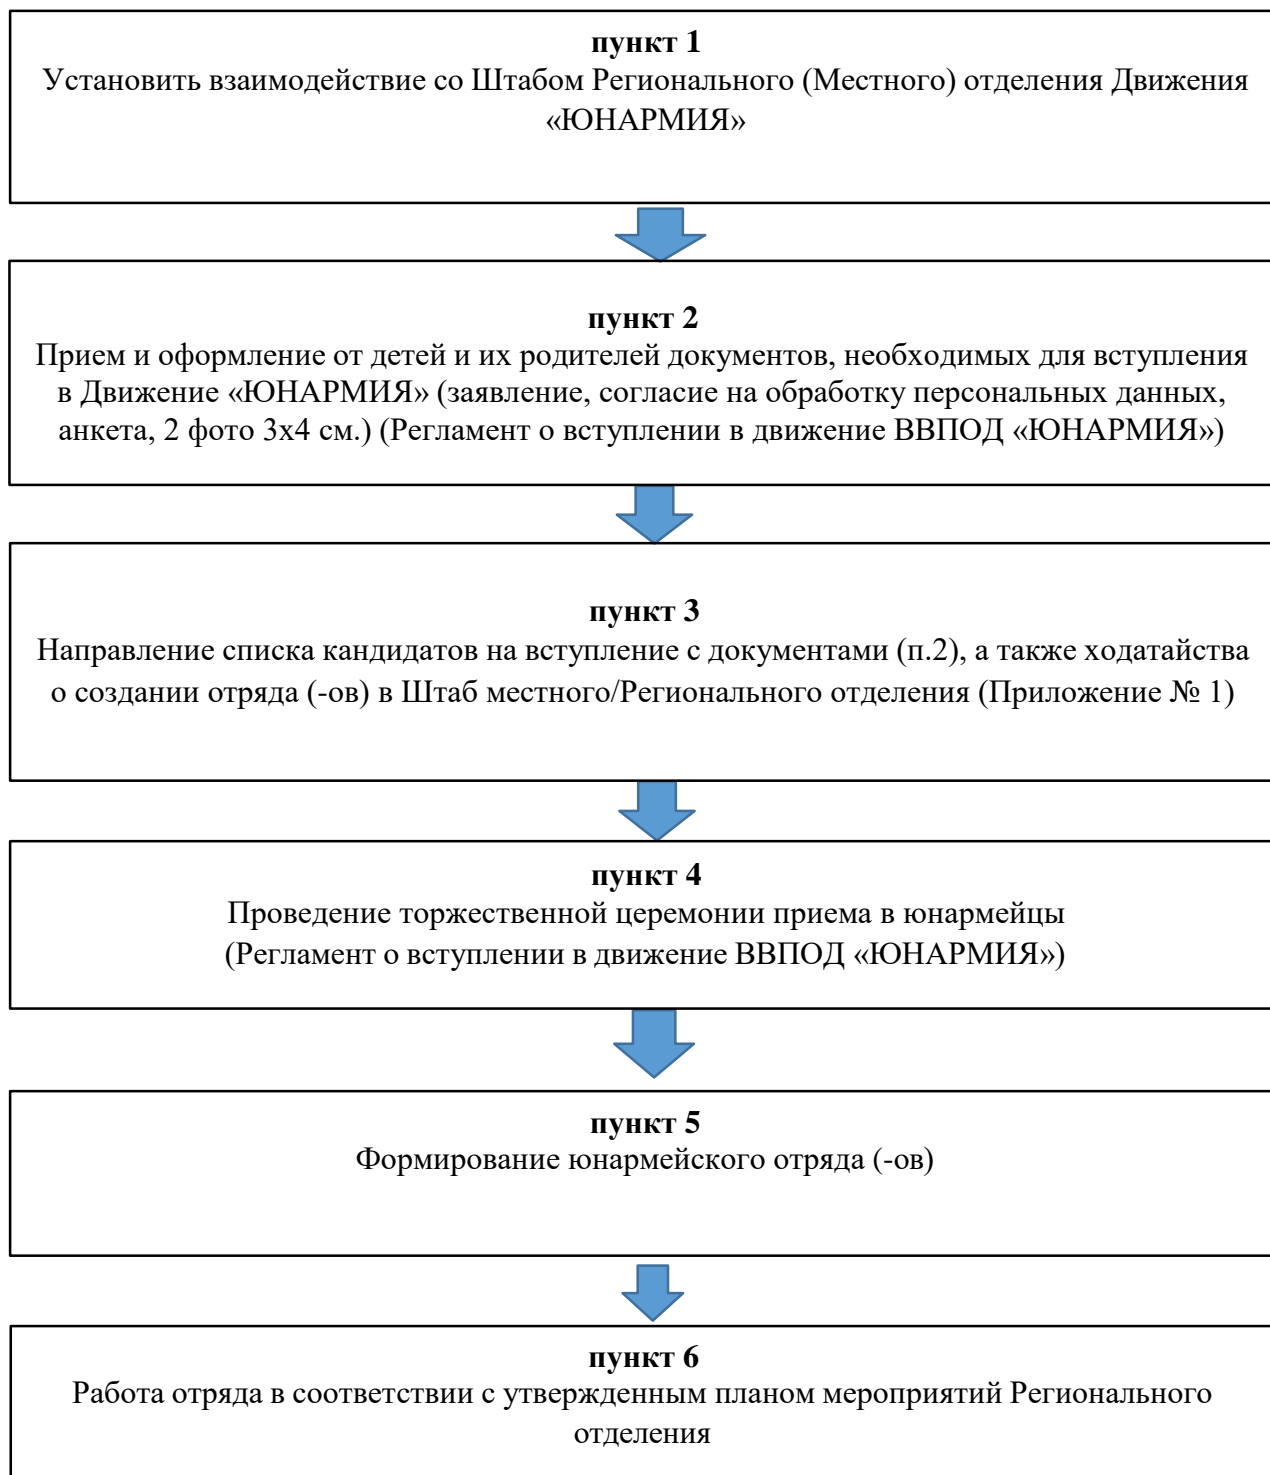 пункт 1
Установить взаимодействие со Штабом Регионального (Местного) отделения Движения
«ЮНАРМИЯ»
пункт 2
Прием и оформление от детей и их родителей документов, необходимых для вступления
в Движение «ЮНАРМИЯ» (заявление, согласие на обработку персональных данных,
анкета, 2 фото 3х4 см.) (Регламент о вступлении в движение ВВПОД «ЮНАРМИЯ»)
пункт 3
Направление списка кандидатов на вступление с документами (п.2), а также ходатайства
о создании отряда (-ов) в Штаб местного/Регионального отделения (Приложение № 1)
пункт 4
Проведение торжественной церемонии приема в юнармейцы
(Регламент о вступлении в движение ВВПОД «ЮНАРМИЯ»)
пункт 5
Формирование юнармейского отряда (-ов)
пункт 6
Работа отряда в соответствии с утвержденным планом мероприятий Регионального
отделения